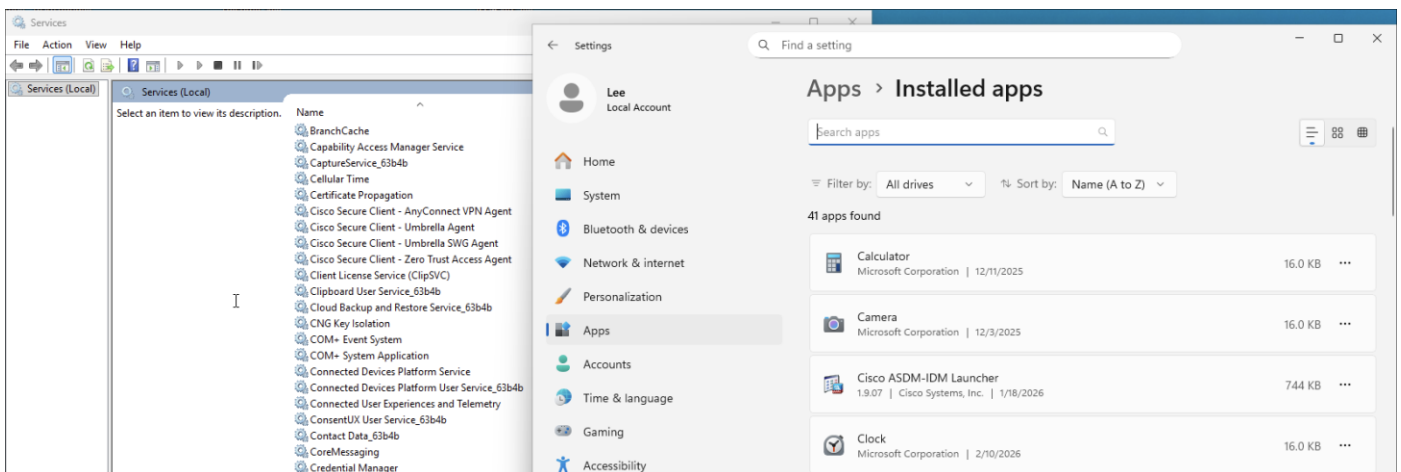 Services
File Action View Help
Services (Local)
Services (Local)
Select an item to view its description.
Name
BranchCache
Capability Access Manager Service
CaptureService_63b4b
Cellular Time
Certificate Propagation
Cisco Secure Client - AnyConnect VPN Agent
Cisco Secure Client - Umbrella Agent
Cisco Secure Client - Umbrella SWG Agent
Cisco Secure Client - Zero Trust Access Agent
Client License Service (ClipSVC)
Clipboard User Service_63b4b
Cloud Backup and Restore Service_63b4b
CNG Key Isolation
COM+ Event System
COM+ System Application
Connected Devices Platform Service
Connected Devices Platform User Service_63b4b
Connected User Experiences and Telemetry
ConsentUX User Service_63b4b
Contact Data_63b4b
CoreMessaging
Credential Manager
Settings
Find a setting
Lee
Local Account
Home
System
Bluetooth & devices
Network & internet
Personalization
Apps
Accounts
Time & language
Gaming
Accessibility
Apps > Installed apps
Search apps
Filter by: All drives Sort by: Name (A to Z)
41 apps found
Calculator
Microsoft Corporation | 12/11/2025
16.0 KB
Camera
Microsoft Corporation | 12/3/2025
16.0 KB
Cisco ASDM-IDM Launcher
1.9.07 | Cisco Systems, Inc. | 1/18/2026
744 KB
Clock
Microsoft Corporation | 2/10/2026
16.0 KB